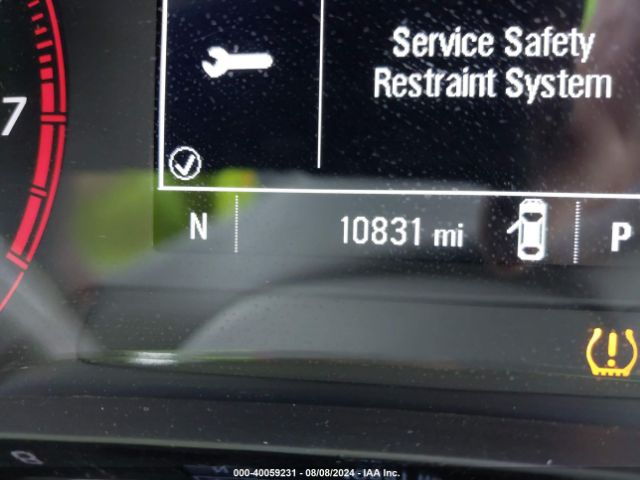 Service Safety
Restraint System
7
N
10831 mi
P
000-40059231 - 08/08/2024 - IAA Inc.